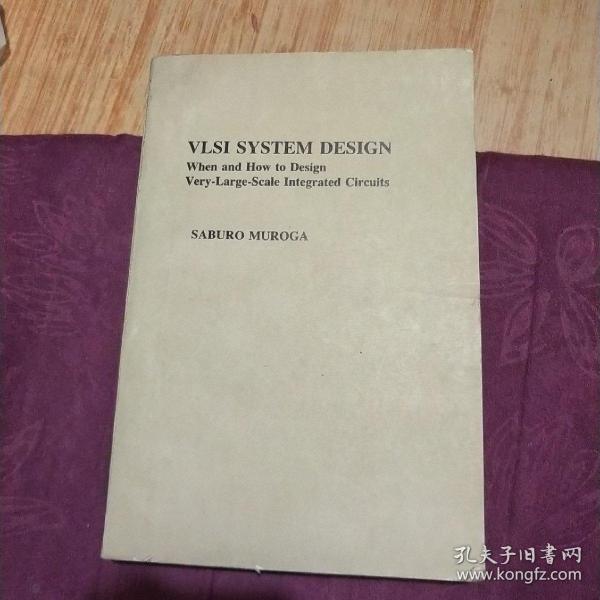 VLSI SYSTEM DESIGN
When and How to Design
Very-Large-Scale Integrated Circuits
SABURO MUROGA
孔夫子旧书网
www.kongfz.com